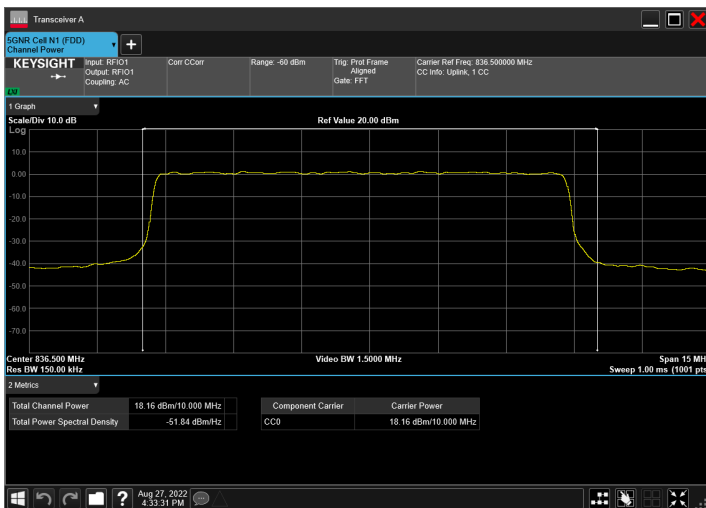 Transceiver A
5GNR Cell N1 (FDD)
Channel Power
+
KEYSIGHT
LXI
Input: RFIO1
Output: RFIO1
Coupling: AC
Corr CCorr
Range: -60 dBm
Trig: Prot Frame
Aligned
Gate: FFT
Carrier Ref Freq: 836.500000 MHz
CC Info: Uplink, 1 CC
1 Graph
Scale/Div 10.0 dB
Ref Value 20.00 dBm
Log
10.0
0.00
-10.0
-20.0
-30.0
-40.0
-50.0
-60.0
-70.0
Center 836.500 MHz
Video BW 1.5000 MHz
Span 15 MH
Res BW 150.00 kHz
Sweep 1.00 ms (1001 pts
2 Metrics
Total Channel Power 18.16 dBm/10.000 MHz
Total Power Spectral Density -51.84 dBm/Hz
Component Carrier Carrier Power
CC0 18.16 dBm/10.000 MHz
?
Aug 27, 2022
4:33:31 PM